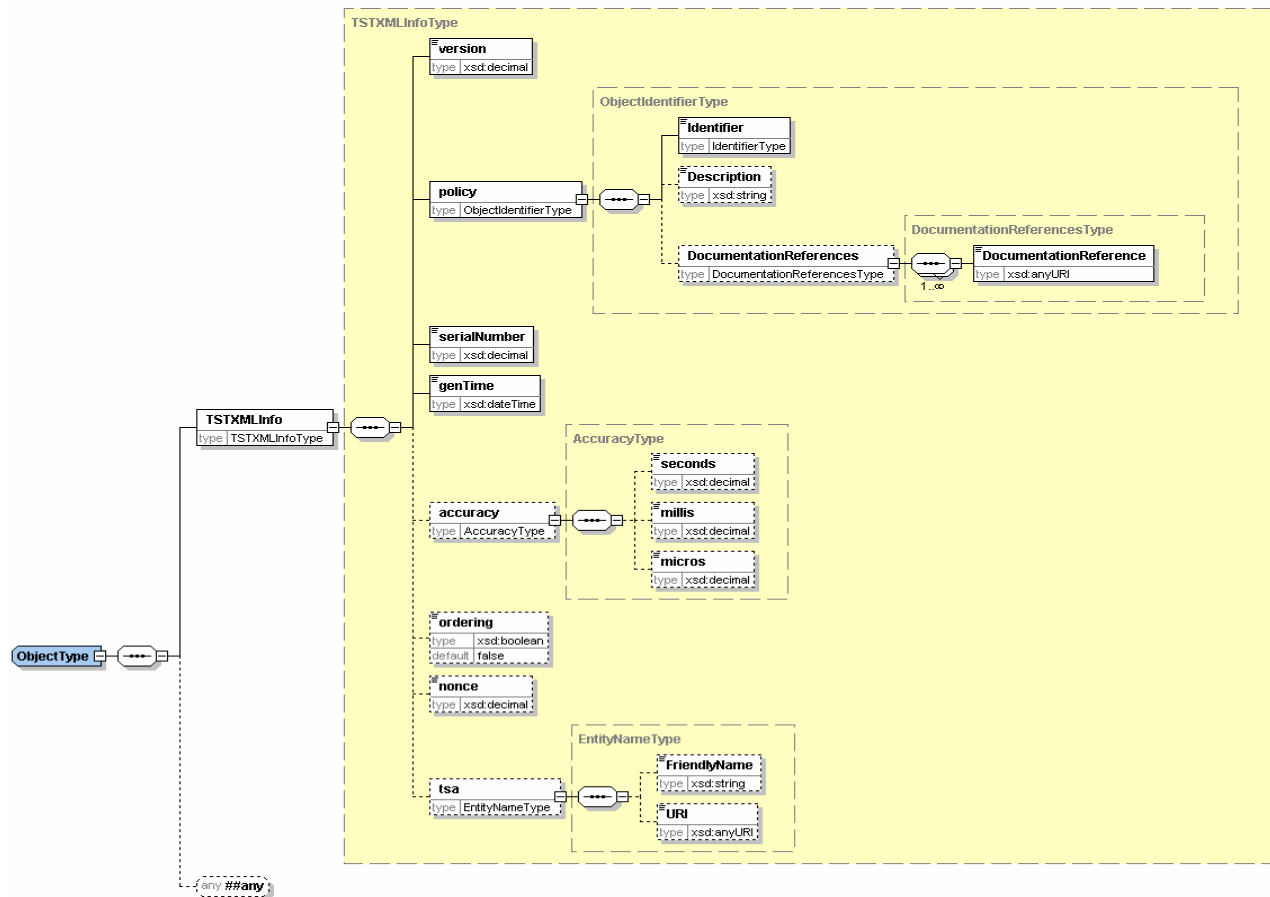 TSTXMLInfoType
version
type xsd:decimal
ObjectIdentifierType
Identifier
type IdentifierType
Description
type xsd:string
policy
type ObjectIdentifierType
DocumentationReferencesType
DocumentationReferences
type DocumentationReferencesType
1..∞
DocumentationReference
type xsd:anyURI
serialNumber
type xsd:decimal
genTime
type xsd:dateTime
TSTXMLInfo
type TSTXMLInfoType
AccuracyType
seconds
type xsd:decimal
accuracy
type AccuracyType
millis
type xsd:decimal
micros
type xsd:decimal
ordering
type xsd:boolean
default false
ObjectType
nonce
type xsd:decimal
EntityNameType
FriendlyName
type xsd:string
tsa
type EntityNameType
URI
type xsd:anyURI
any ##any